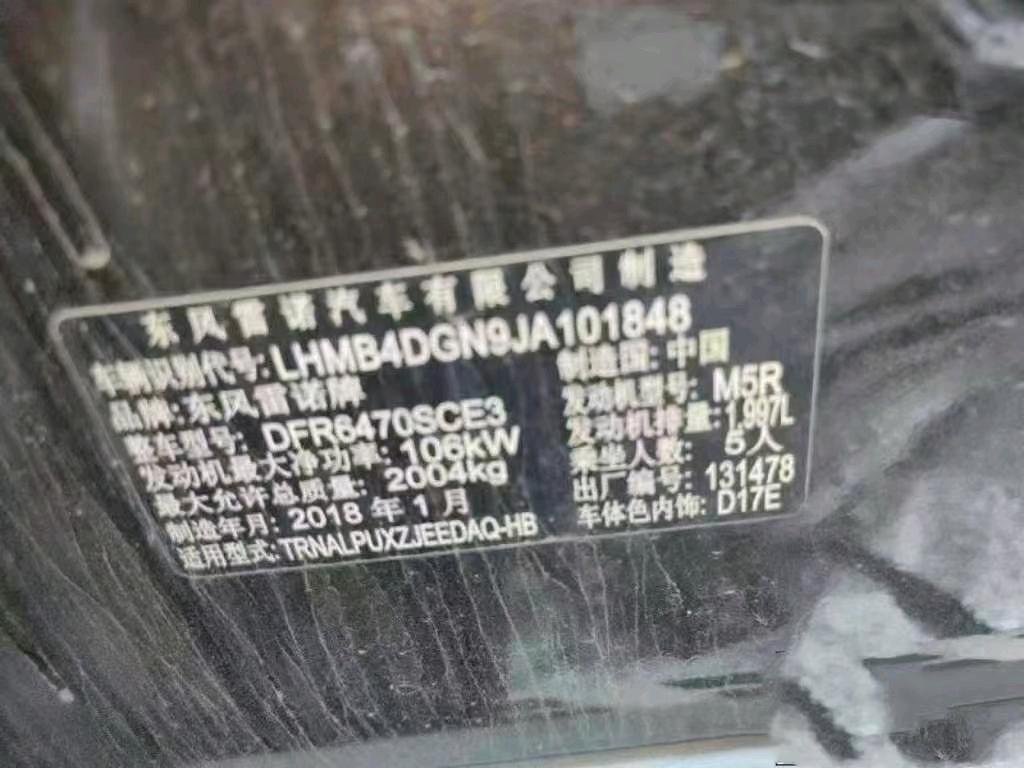 东风雷诺汽车有限公司制造
车辆识别代号: LHMB4DGN9JA101848
品牌: 东风雷诺牌 制造国: 中国
整车型号: DFR6470SCE3 发动机型号: M5R
发动机最大净功率: 106kW 发动机排量: 1.997L
最大允许总质量: 2004kg 乘坐人数: 5人
制造年月: 2018 年 1 月 出厂编号: 131478
适用型式: TRNALPUXZJEEDAQ-HB 车体色内饰: D17E